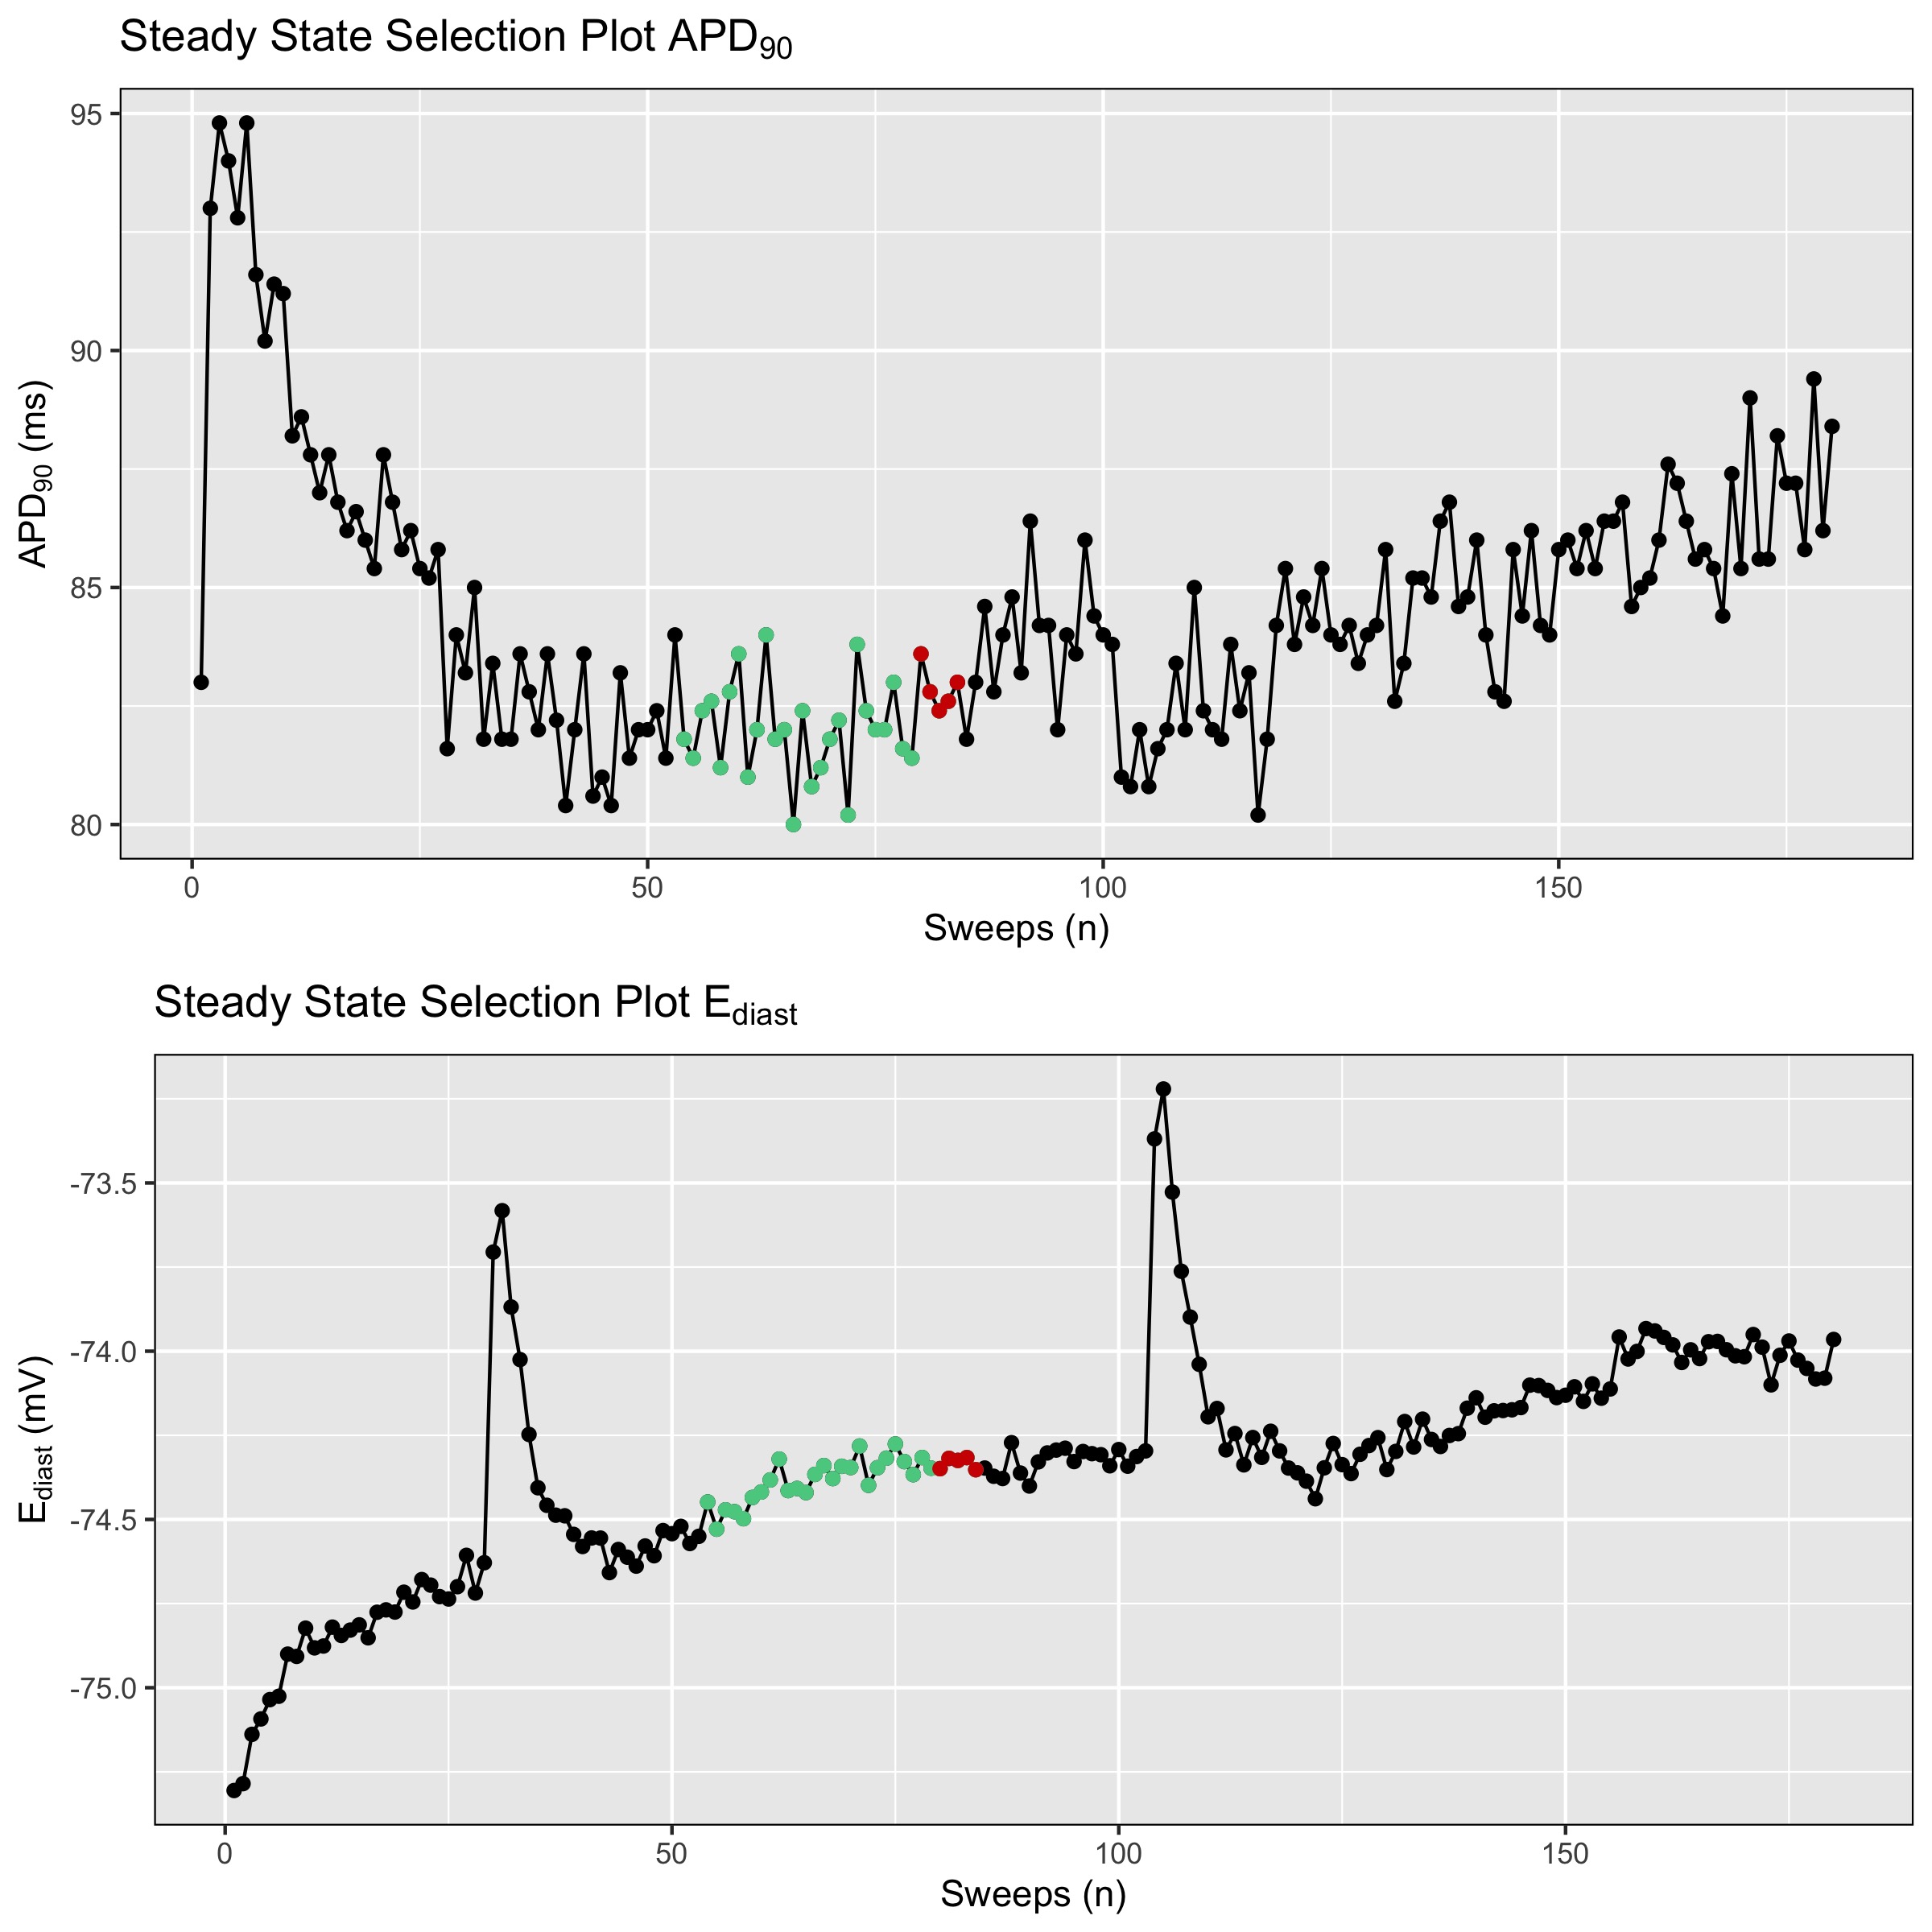 Steady State Selection Plot APD90
95
90
85
80
APD90 (ms)
0 50 100 150
Sweeps (n)
Steady State Selection Plot Ediast
-73.5
-74.0
-74.5
-75.0
Ediast (mV)
0 50 100 150
Sweeps (n)